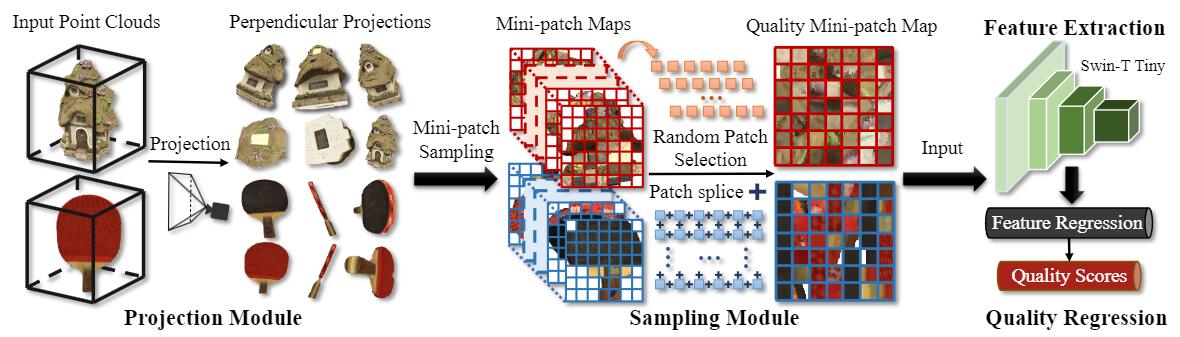 Input Point Clouds
Perpendicular Projections
Projection
Projection Module
Mini-patch
Sampling
Mini-patch Maps
Quality Mini-patch Map
Random Patch
Selection
Patch splice +
Sampling Module
Input
Feature Extraction
Swin-T Tiny
Feature Regression
Quality Scores
Quality Regression